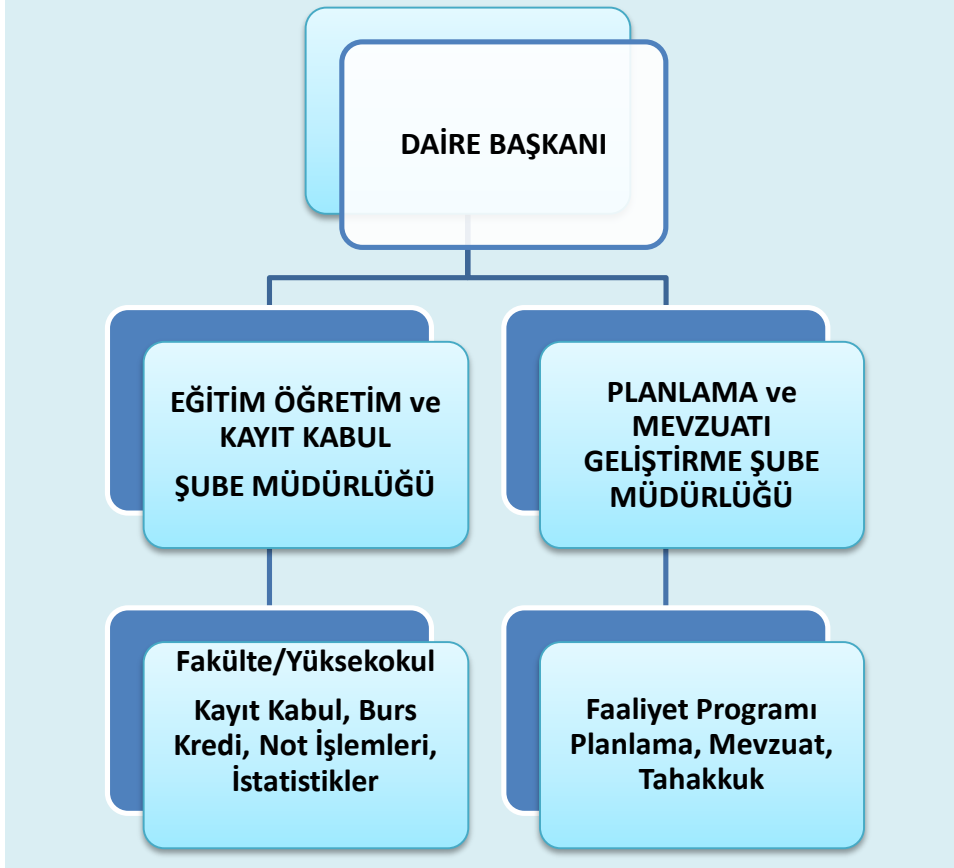 DAİRE BAŞKANI
EĞİTİM ÖĞRETİM ve
KAYIT KABUL
ŞUBE MÜDÜRLÜĞÜ
PLANLAMA ve
MEVZUATI
GELİŞTİRME ŞUBE
MÜDÜRLÜĞÜ
Fakülte/Yüksekokul
Kayıt Kabul, Burs
Kredi, Not İşlemleri,
İstatistikler
Faaliyet Programı
Planlama, Mevzuat,
Tahakkuk